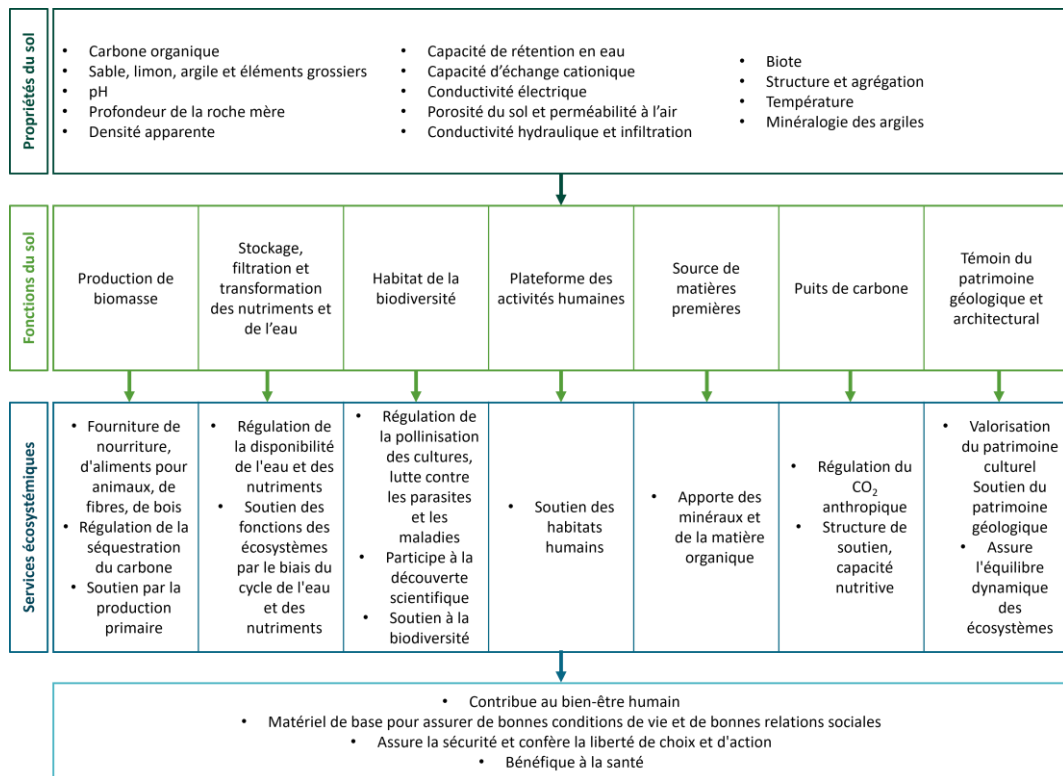 Propriétés du sol
• Carbone organique
• Sable, limon, argile et éléments grossiers
• pH
• Profondeur de la roche mère
• Densité apparente
• Capacité de rétention en eau
• Capacité d’échange cationique
• Conductivité électrique
• Porosité du sol et perméabilité à l’air
• Conductivité hydraulique et infiltration
• Biote
• Structure et agrégation
• Température
• Minéralogie des argiles
Fonctions du sol
Production de
biomasse
Stockage,
filtration et
transformation
des nutriments et
de l’eau
Habitat de la
biodiversité
Plateforme des
activités humaines
Source de
matières
premières
Puits de carbone
Témoin du
patrimoine
géologique et
architectural
Services écosystémiques
• Fourniture de
nourriture,
d'aliments pour
animaux, de
fibres, de bois
• Régulation de la
séquestration
du carbone
• Soutien par la
production
primaire
• Régulation de
la disponibilité
de l'eau et des
nutriments
• Soutien des
fonctions des
écosystèmes
par le biais du
cycle de l'eau
et des
nutriments
• Régulation de
la pollinisation
des cultures,
lutte contre
les parasites
et les
maladies
• Participe à la
découverte
scientifique
• Soutien à la
biodiversité
• Soutien des
habitats
humains
• Apporte des
minéraux et
de la matière
organique
• Régulation du
CO₂
anthropique
• Structure de
soutien,
capacité
nutritive
• Valorisation
du patrimoine
culturel
Soutien du
patrimoine
géologique
• Assure
l'équilibre
dynamique
des
écosystèmes
• Contribue au bien-être humain
• Matériel de base pour assurer de bonnes conditions de vie et de bonnes relations sociales
• Assure la sécurité et confère la liberté de choix et d'action
• Bénéfique à la santé